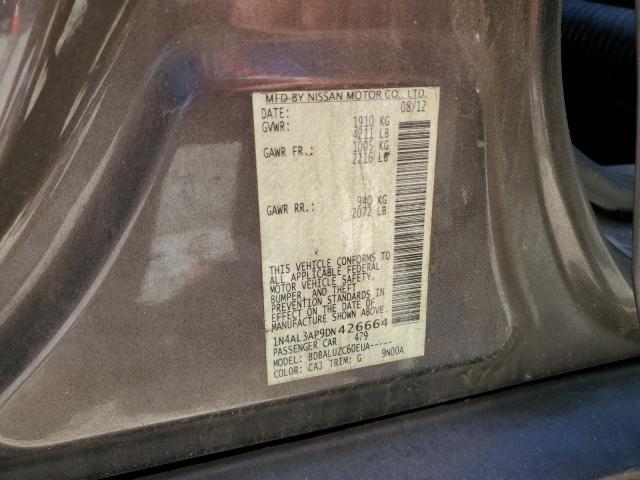 MFD BY NISSAN MOTOR CO., LTD.
DATE: 08/12
GVWR: 1910 KG
4211 LB
GAWR FR.: 1005 KG
2216 LB
GAWR RR.: 940 KG
2072 LB
THIS VEHICLE CONFORMS TO
ALL APPLICABLE FEDERAL
MOTOR VEHICLE SAFETY,
BUMPER, AND THEFT
PREVENTION STANDARDS IN
EFFECT ON THE DATE OF
MANUFACTURE SHOWN ABOVE.
1N4AL3AP9DN426664
PASSENGER CAR 479
MODEL: BDBALUZC60EUA-----
COLOR: CAJ TRIM: G 9N00A